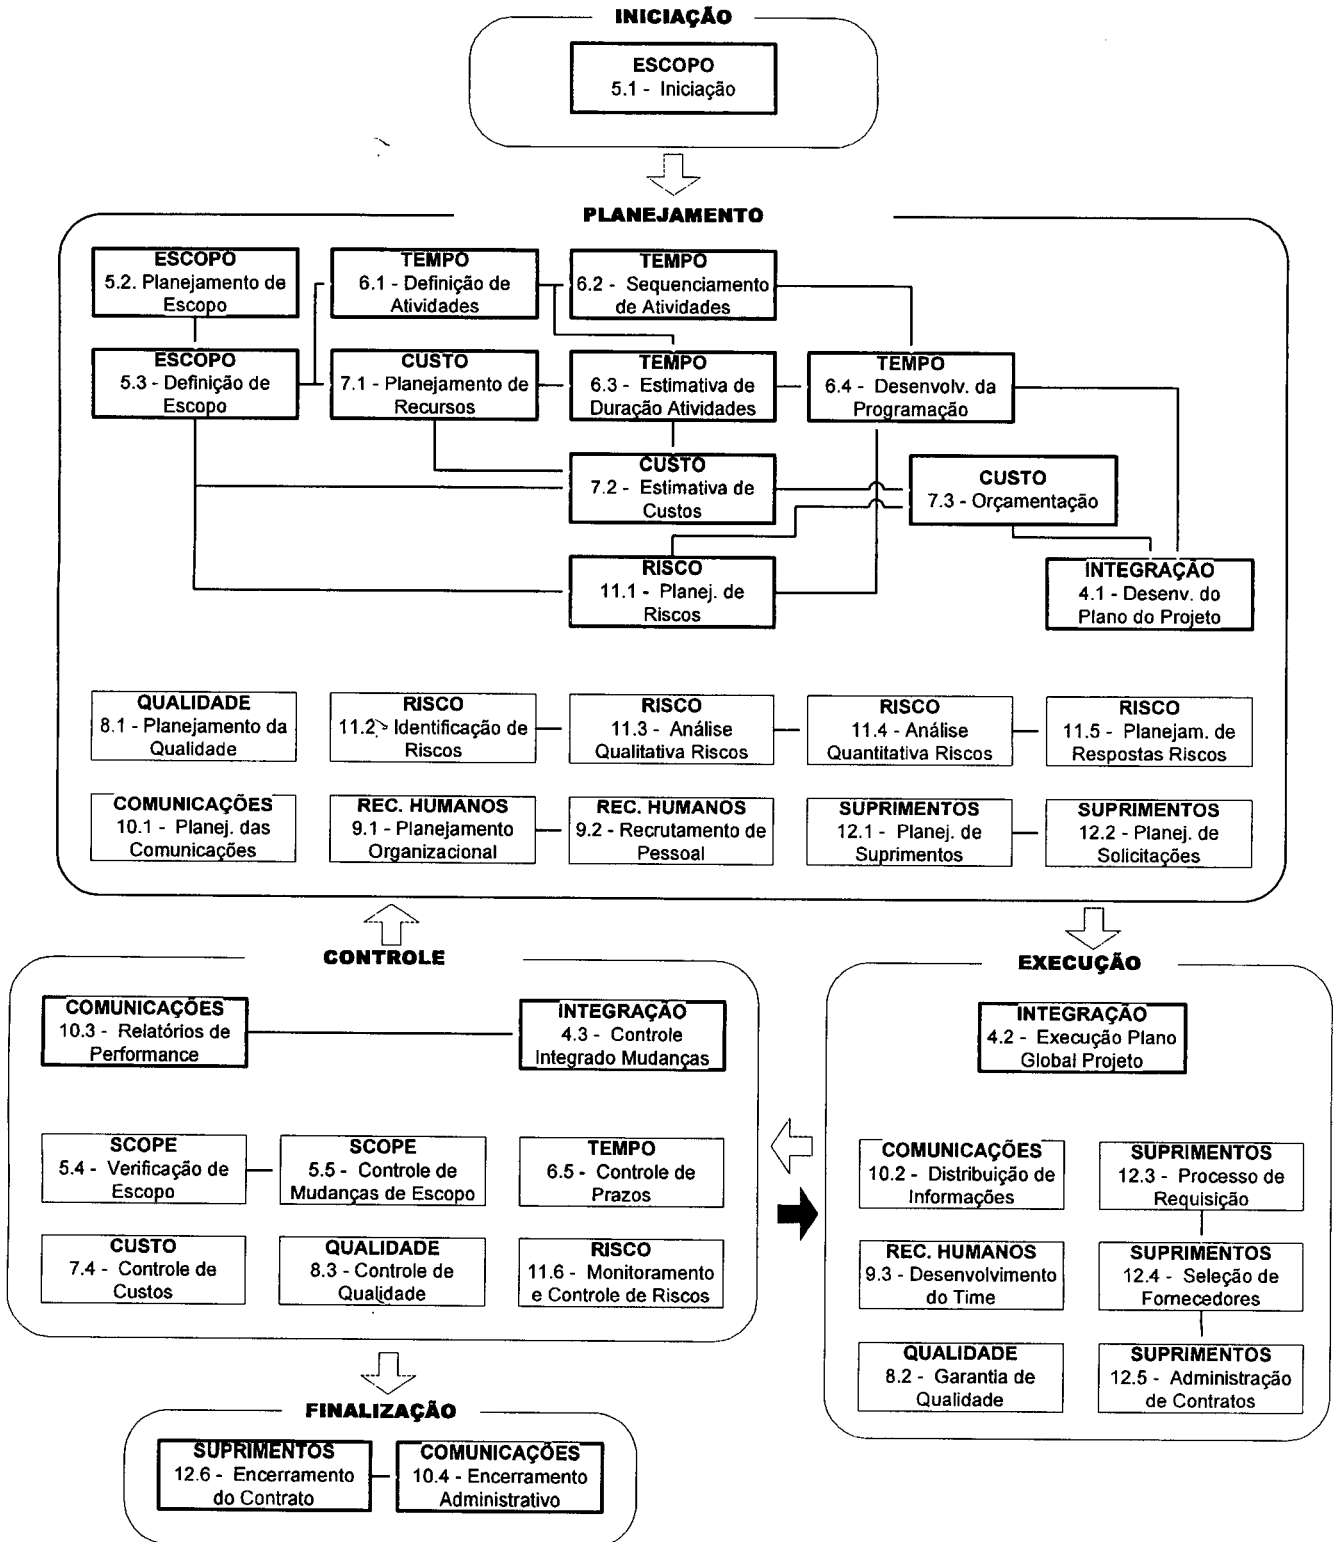 INICIAÇÃO
ESCOPO
5.1 - Iniciação
PLANEJAMENTO
ESCOPO
5.2. Planejamento de
Escopo
TEMPO
6.1 - Definição de
Atividades
TEMPO
6.2 - Sequenciamento
de Atividades
ESCOPO
5.3 - Definição de
Escopo
CUSTO
7.1 - Planejamento de
Recursos
TEMPO
6.3 - Estimativa de
Duração Atividades
TEMPO
6.4 - Desenvolv. da
Programação
CUSTO
7.2 - Estimativa de
Custos
CUSTO
7.3 - Orçamentação
RISCO
11.1 - Planej. de
Riscos
INTEGRAÇÃO
4.1 - Desenv. do
Plano do Projeto
QUALIDADE
8.1 - Planejamento da
Qualidade
RISCO
11.2 - Identificação de
Riscos
RISCO
11.3 - Análise
Qualitativa Riscos
RISCO
11.4 - Análise
Quantitativa Riscos
RISCO
11.5 - Planejam. de
Respostas Riscos
COMUNICAÇÕES
10.1 - Planej. das
Comunicações
REC. HUMANOS
9.1 - Planejamento
Organizacional
REC. HUMANOS
9.2 - Recrutamento de
Pessoal
SUPRIMENTOS
12.1 - Planej. de
Suprimentos
SUPRIMENTOS
12.2 - Planej. de
Solicitações
CONTROLE
COMUNICAÇÕES
10.3 - Relatórios de
Performance
INTEGRAÇÃO
4.3 - Controle
Integrado Mudanças
SCOPE
5.4 - Verificação de
Escopo
SCOPE
5.5 - Controle de
Mudanças de Escopo
TEMPO
6.5 - Controle de
Prazos
CUSTO
7.4 - Controle de
Custos
QUALIDADE
8.3 - Controle de
Qualidade
RISCO
11.6 - Monitoramento
e Controle de Riscos
EXECUÇÃO
INTEGRAÇÃO
4.2 - Execução Plano
Global Projeto
COMUNICAÇÕES
10.2 - Distribuição de
Informações
SUPRIMENTOS
12.3 - Processo de
Requisição
REC. HUMANOS
9.3 - Desenvolvimento
do Time
SUPRIMENTOS
12.4 - Seleção de
Fornecedores
QUALIDADE
8.2 - Garantia de
Qualidade
SUPRIMENTOS
12.5 - Administração
de Contratos
FINALIZAÇÃO
SUPRIMENTOS
12.6 - Encerramento
do Contrato
COMUNICAÇÕES
10.4 - Encerramento
Administrativo